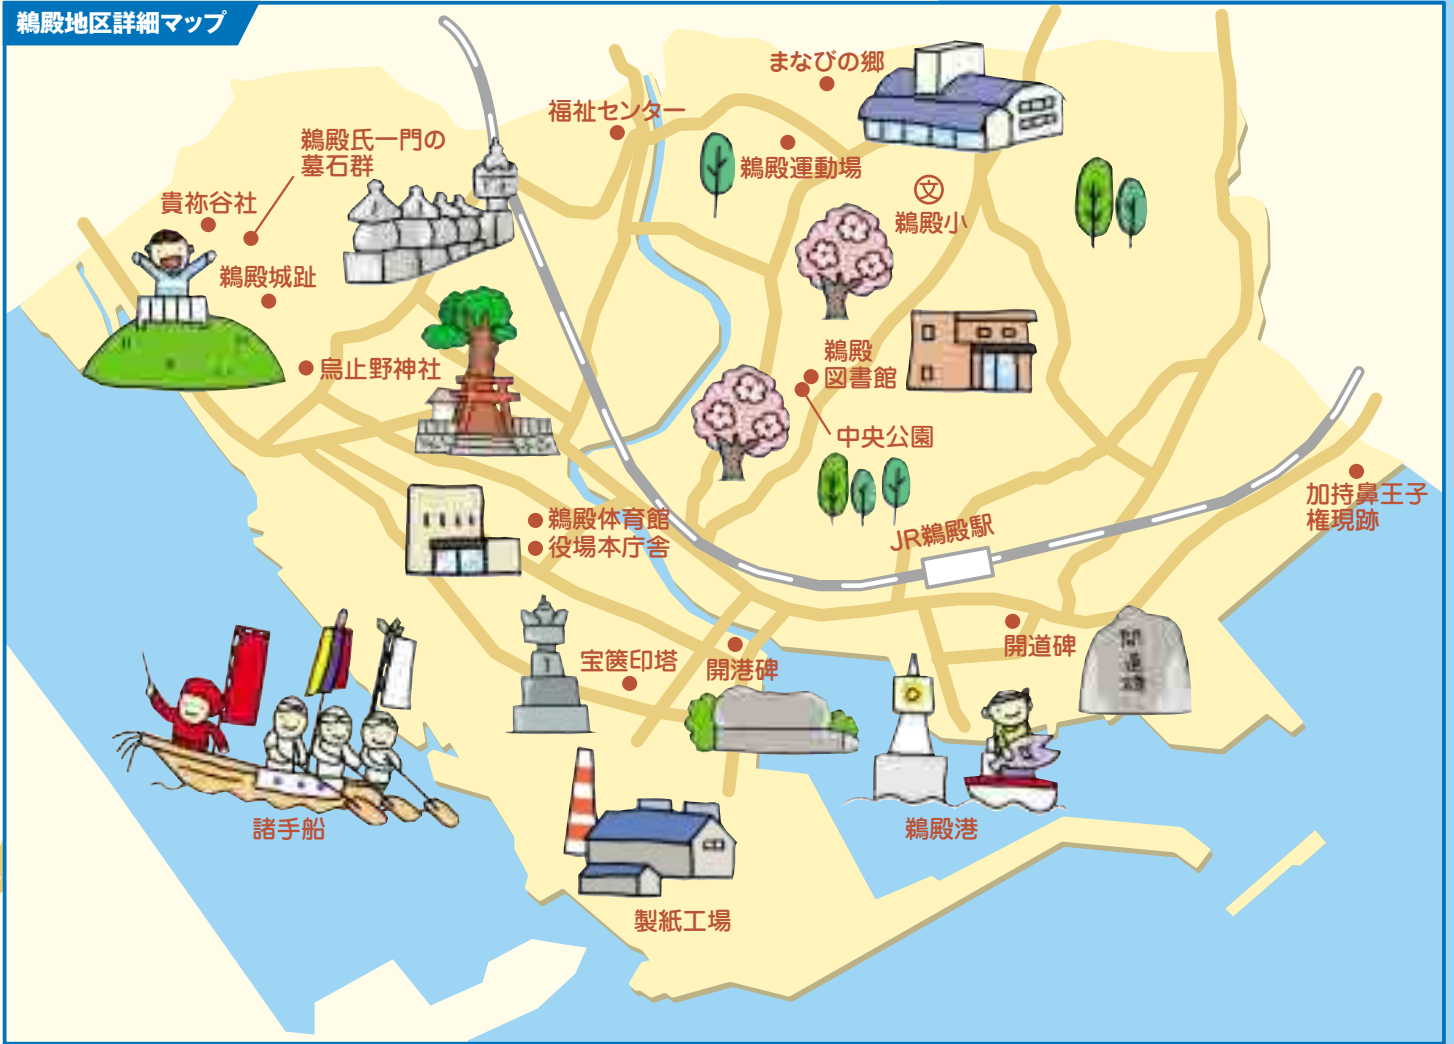 鵜殿地区詳細マップ
まなびの郷
福祉センター
鵜殿氏一門の
墓石群
鵜殿運動場
貴祢谷社
文
鵜殿小
鵜殿城趾
烏止野神社
鵜殿
図書館
中央公園
加持鼻王子
権現跡
鵜殿体育館
役場本庁舎
JR鵜殿駅
開道碑
開道碑
宝篋印塔
開港碑
諸手船
鵜殿港
製紙工場